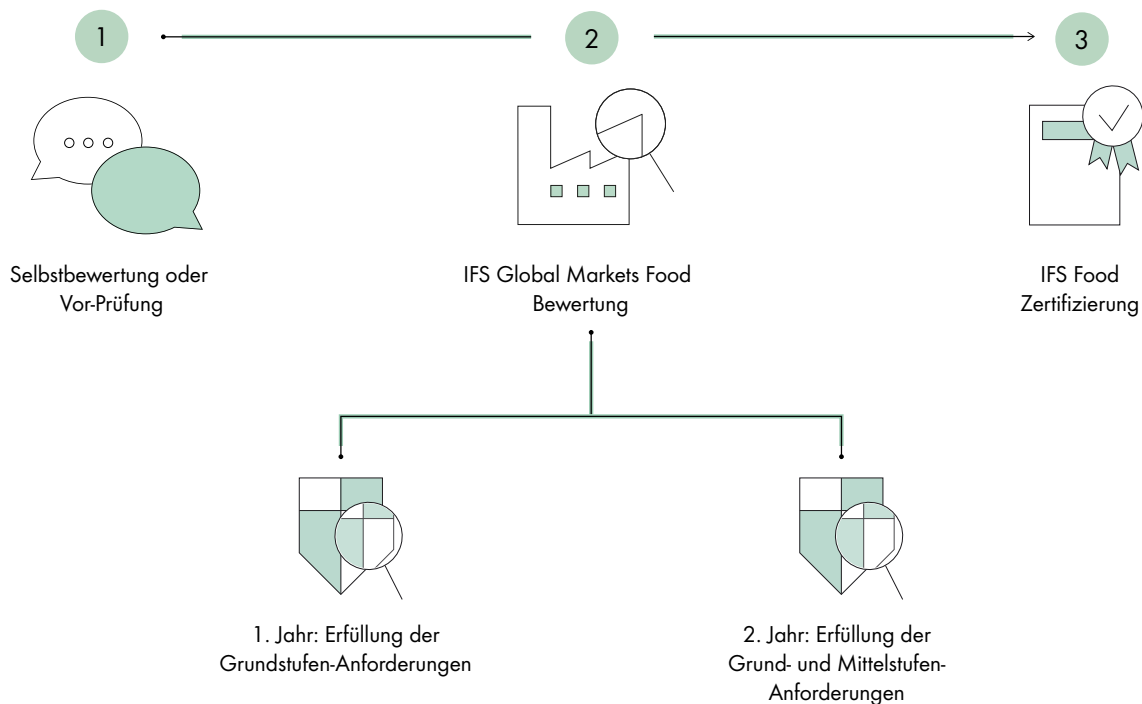 1
2
3
Selbstbewertung oder
Vor-Prüfung
IFS Global Markets Food
Bewertung
IFS Food
Zertifizierung
1. Jahr: Erfüllung der
Grundstufen-Anforderungen
2. Jahr: Erfüllung der
Grund- und Mittelstufen-
Anforderungen